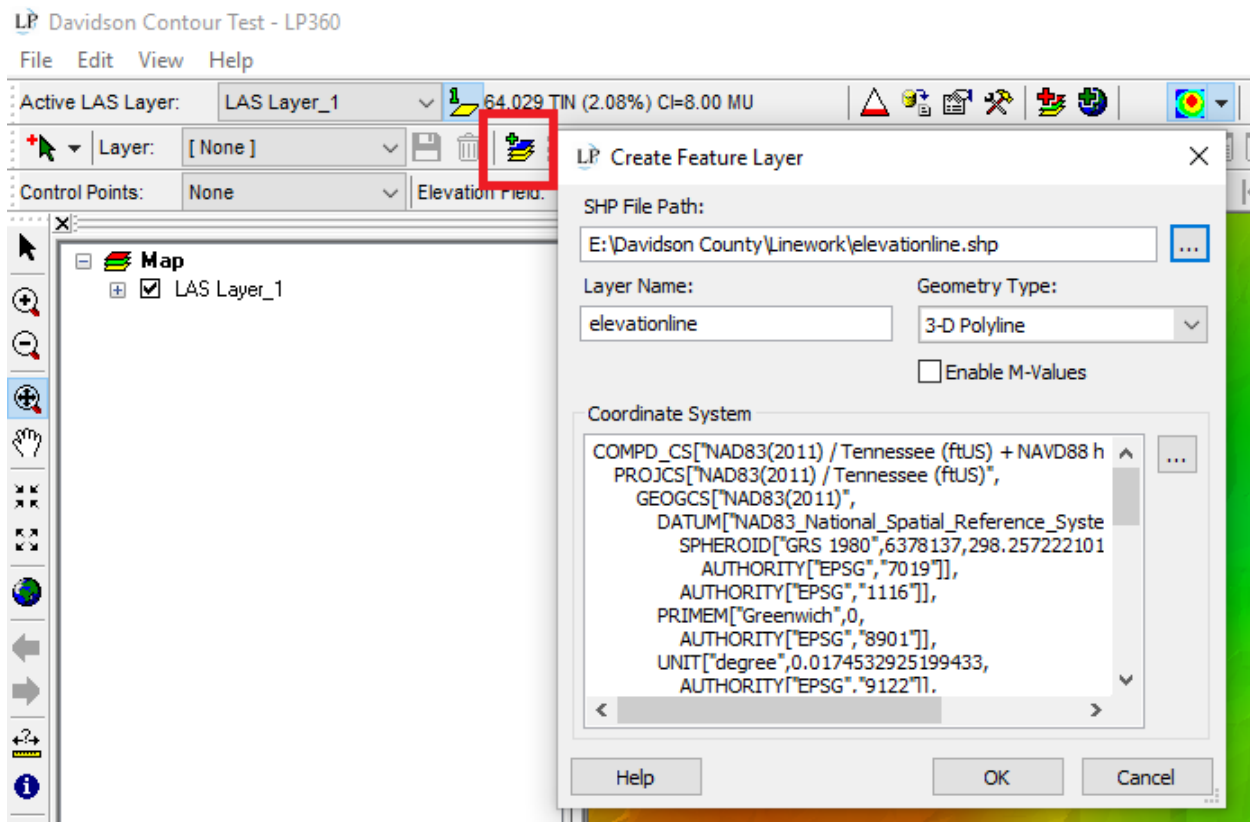 LP Davidson Contour Test - LP360
File Edit View Help
Active LAS Layer: LAS Layer_1 1 64.029 TIN (2.08%) CI=8.00 MU
Layer: [ None ]
Control Points: None Elevation Field:
LP Create Feature Layer
SHP File Path:
E:\Davidson County\Linework\elevationline.shp ...
Layer Name: Geometry Type:
elevationline 3-D Polyline
Enable M-Values
Map
LAS Layer_1
Coordinate System
COMPD_CS["NAD83(2011) / Tennessee (ftUS) + NAVD88 h ...
PROJCS["NAD83(2011) / Tennessee (ftUS)",
GEOGCS["NAD83(2011)",
DATUM["NAD83_National_Spatial_Reference_Syste
SPHEROID["GRS 1980",6378137,298.257222101
AUTHORITY["EPSG","7019"]],
AUTHORITY["EPSG","1116"]],
PRIMEM["Greenwich",0,
AUTHORITY["EPSG","8901"]],
UNIT["degree",0.0174532925199433,
AUTHORITY["EPSG","9122"]],
Help OK Cancel